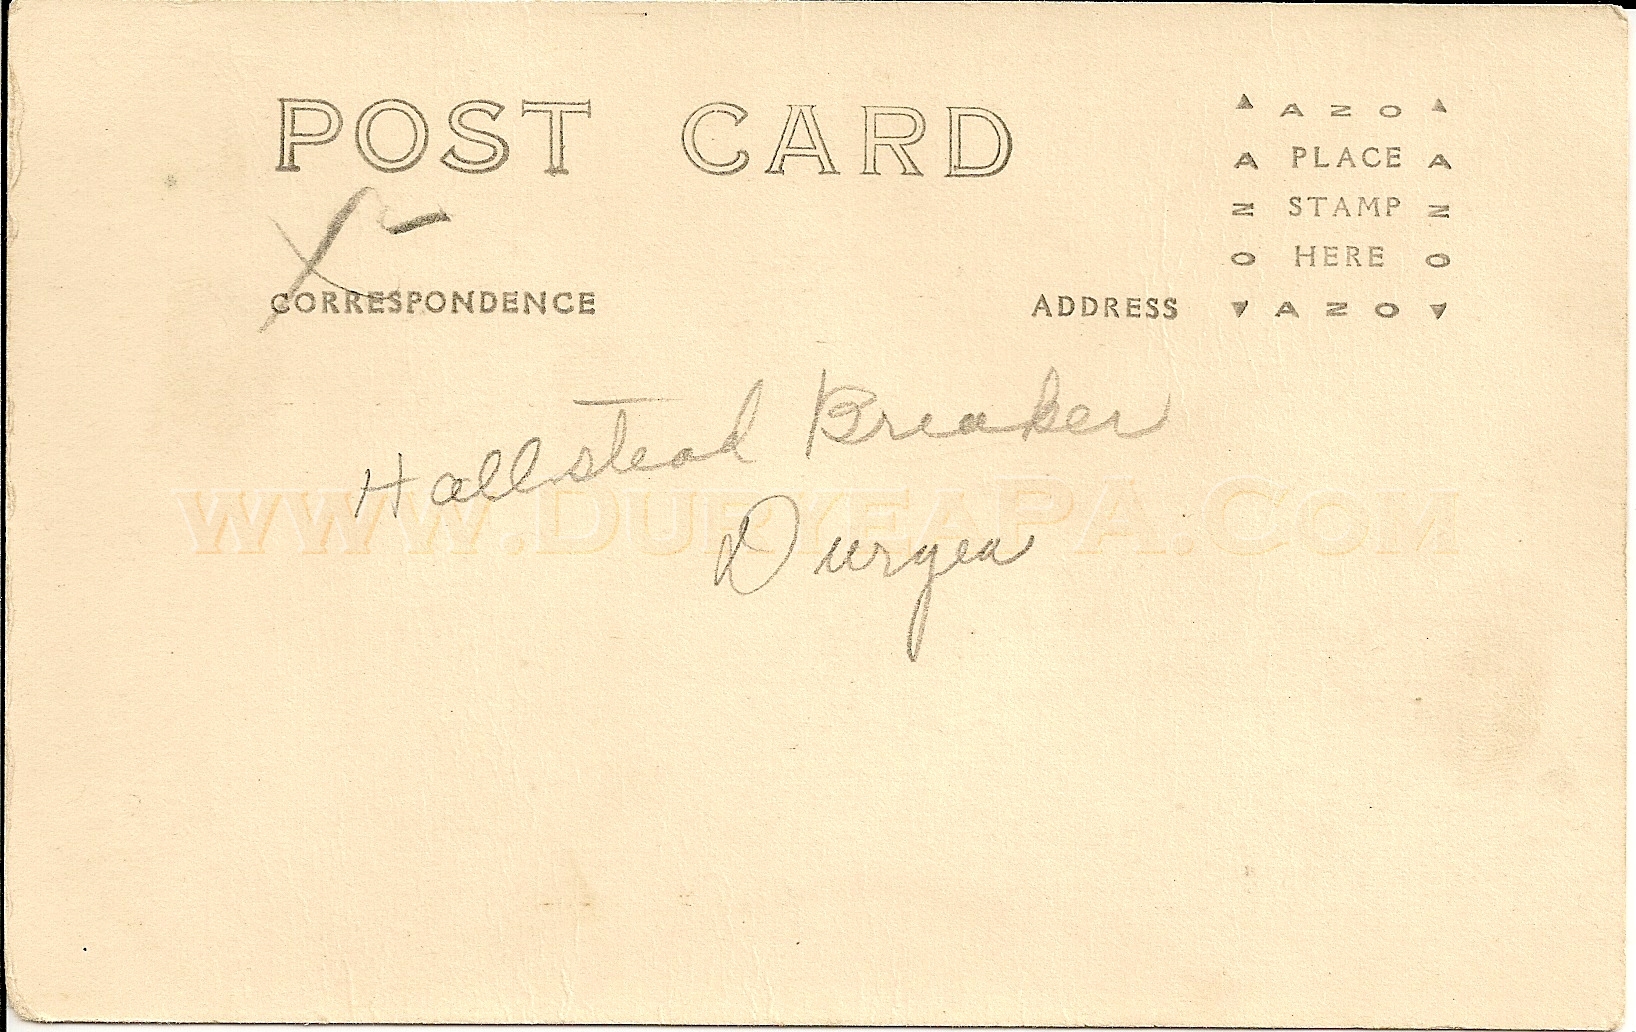 POST CARD
AZO
A PLACE A
N STAMP N
O HERE O
AZO
CORRESPONDENCE
ADDRESS
Hallstead Breaker
WWW.DURYEAPA.COM
Duryea